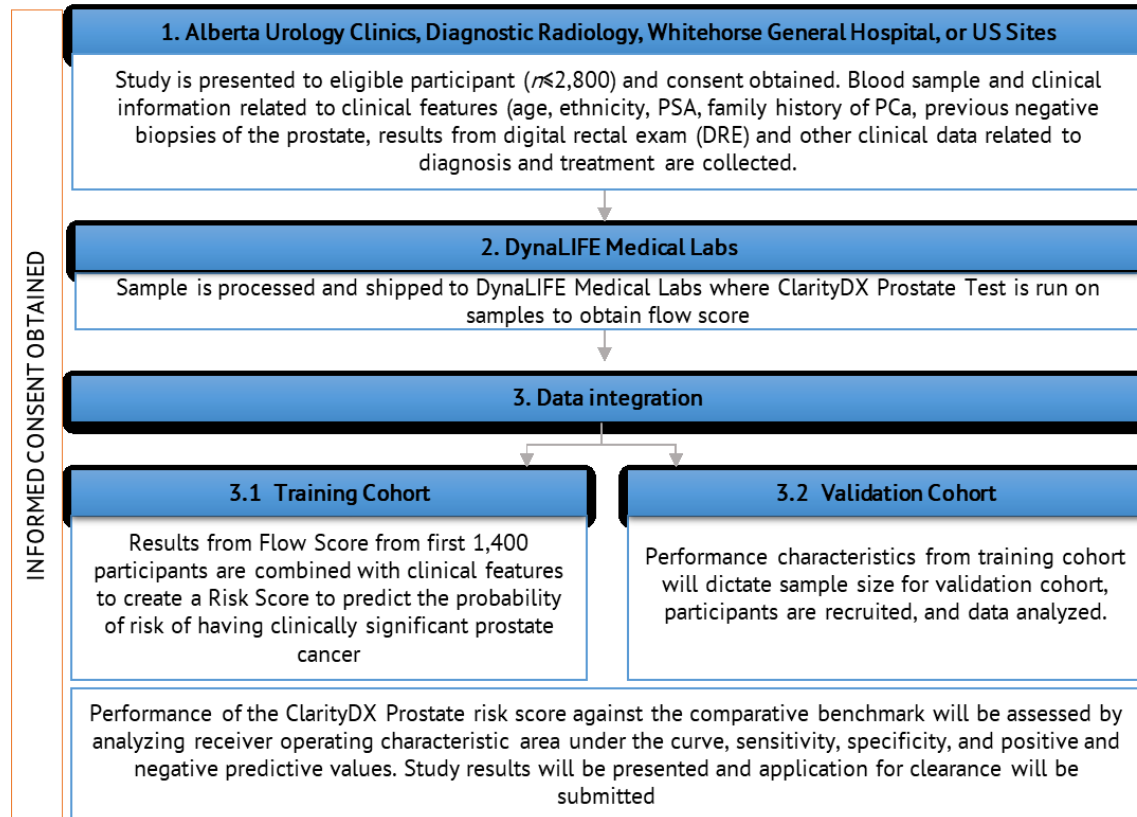 INFORMED CONSENT OBTAINED
1. Alberta Urology Clinics, Diagnostic Radiology, Whitehorse General Hospital, or US Sites
Study is presented to eligible participant (n≤2,800) and consent obtained. Blood sample and clinical
information related to clinical features (age, ethnicity, PSA, family history of PCa, previous negative
biopsies of the prostate, results from digital rectal exam (DRE) and other clinical data related to
diagnosis and treatment are collected.
2. DynaLIFE Medical Labs
Sample is processed and shipped to DynaLIFE Medical Labs where ClarityDX Prostate Test is run on
samples to obtain flow score
3. Data integration
3.1 Training Cohort
Results from Flow Score from first 1,400
participants are combined with clinical features
to create a Risk Score to predict the probability
of risk of having clinically significant prostate
cancer
3.2 Validation Cohort
Performance characteristics from training cohort
will dictate sample size for validation cohort,
participants are recruited, and data analyzed.
Performance of the ClarityDX Prostate risk score against the comparative benchmark will be assessed by
analyzing receiver operating characteristic area under the curve, sensitivity, specificity, and positive and
negative predictive values. Study results will be presented and application for clearance will be
submitted